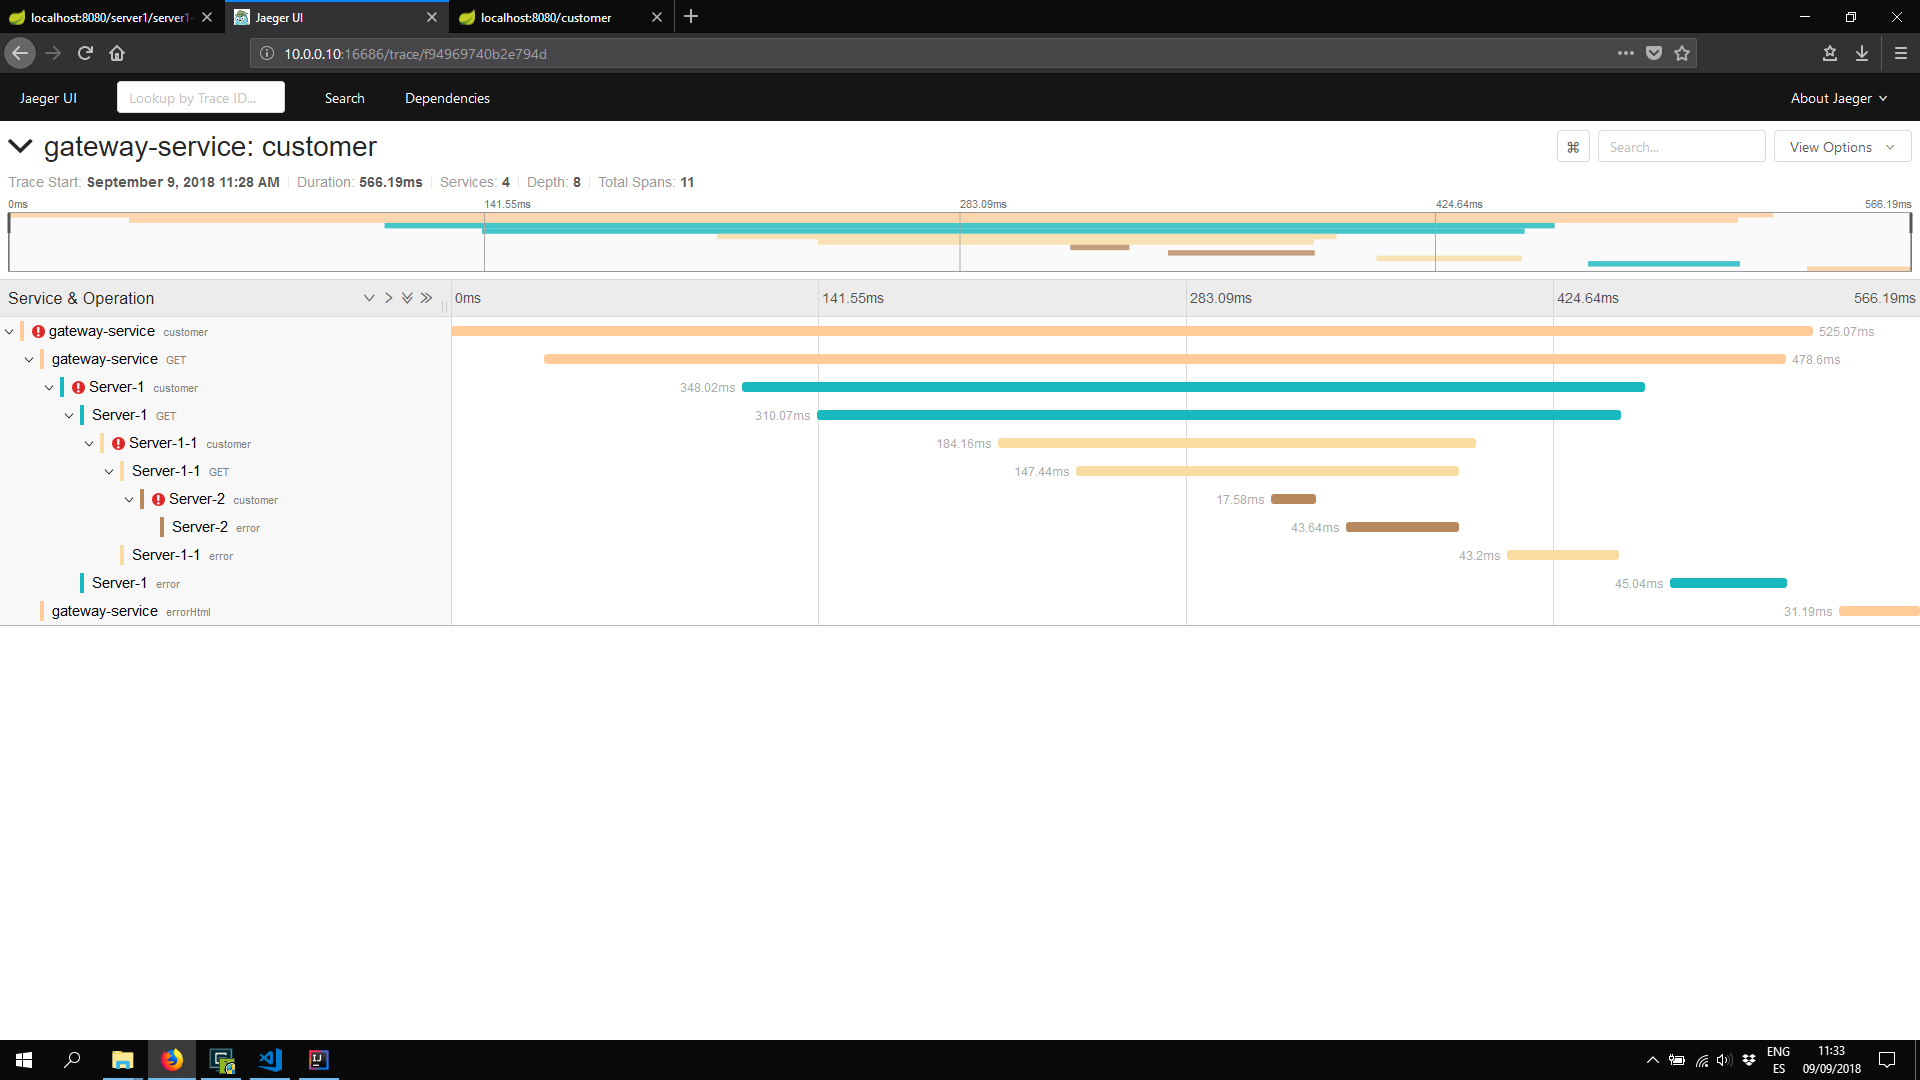 localhost:8080/server1/server1-
Jaeger UI
localhost:8080/customer
10.0.0.10:16686/trace/f94969740b2e794d
Jaeger UI
Lookup by Trace ID...
Search
Dependencies
About Jaeger
gateway-service: customer
⌘
Search...
View Options
Trace Start: September 9, 2018 11:28 AM
Duration: 566.19ms
Services: 4
Depth: 8
Total Spans: 11
0ms 141.55ms 283.09ms 424.64ms 566.19ms
Service & Operation
0ms 141.55ms 283.09ms 424.64ms 566.19ms
gateway-service customer 525.07ms
gateway-service GET 478.6ms
Server-1 customer 348.02ms
Server-1 GET 310.07ms
Server-1-1 customer 184.16ms
Server-1-1 GET 147.44ms
Server-2 customer 17.58ms
Server-2 error 43.64ms
Server-1-1 error 43.2ms
Server-1 error 45.04ms
gateway-service errorHtml 31.19ms
IJ
ENG
ES
11:33
09/09/2018